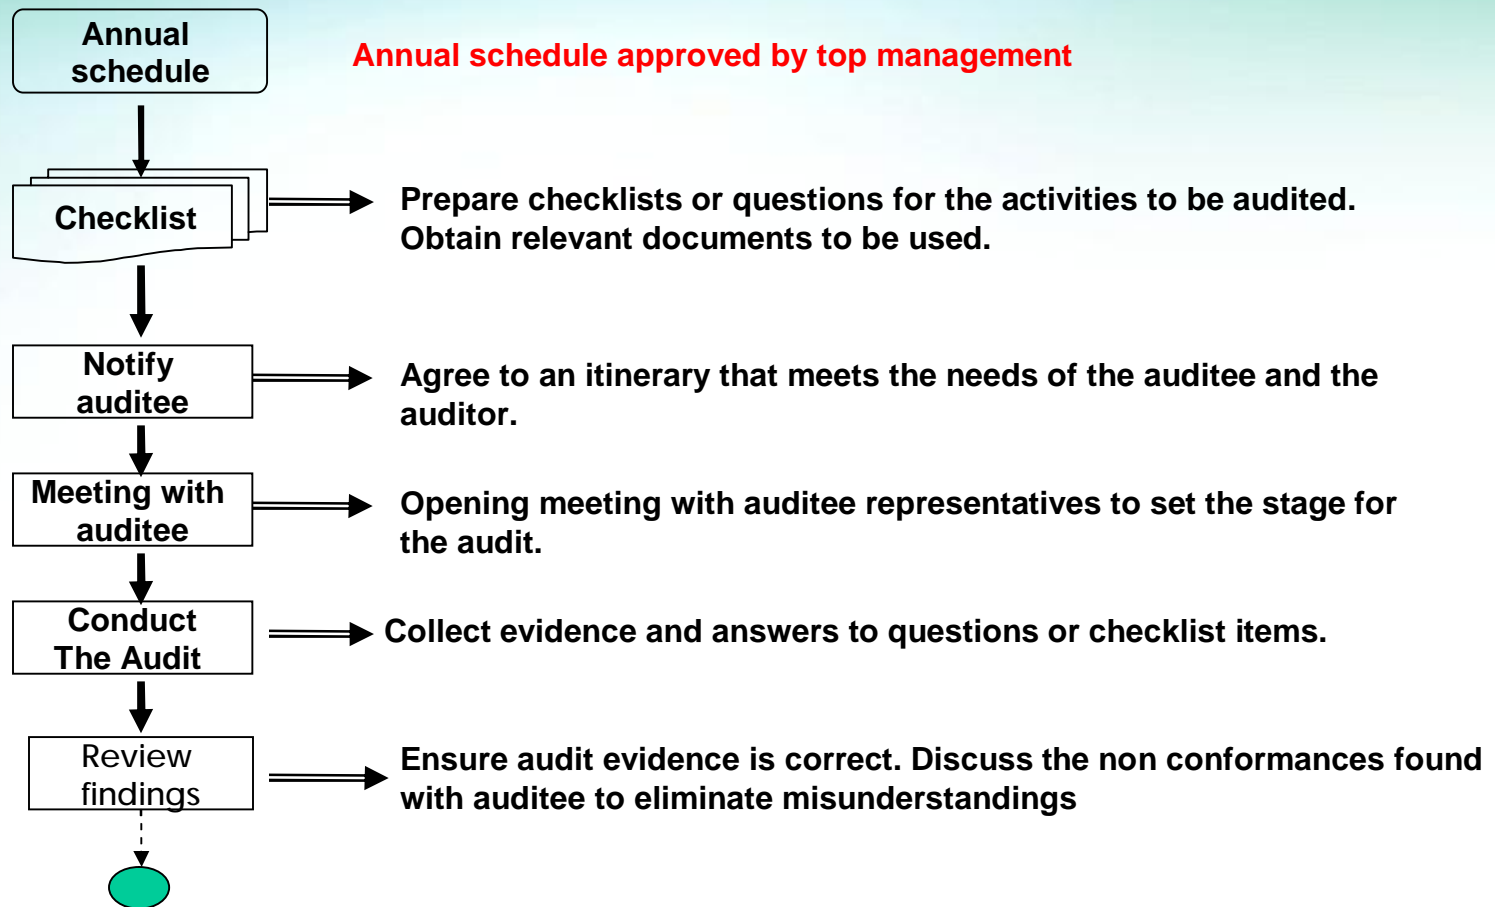 Annual
schedule
Annual schedule approved by top management
Checklist
Prepare checklists or questions for the activities to be audited.
Obtain relevant documents to be used.
Notify
auditee
Agree to an itinerary that meets the needs of the auditee and the
auditor.
Meeting with
auditee
Opening meeting with auditee representatives to set the stage for
the audit.
Conduct
The Audit
Collect evidence and answers to questions or checklist items.
Review
findings
Ensure audit evidence is correct. Discuss the non conformances found
with auditee to eliminate misunderstandings